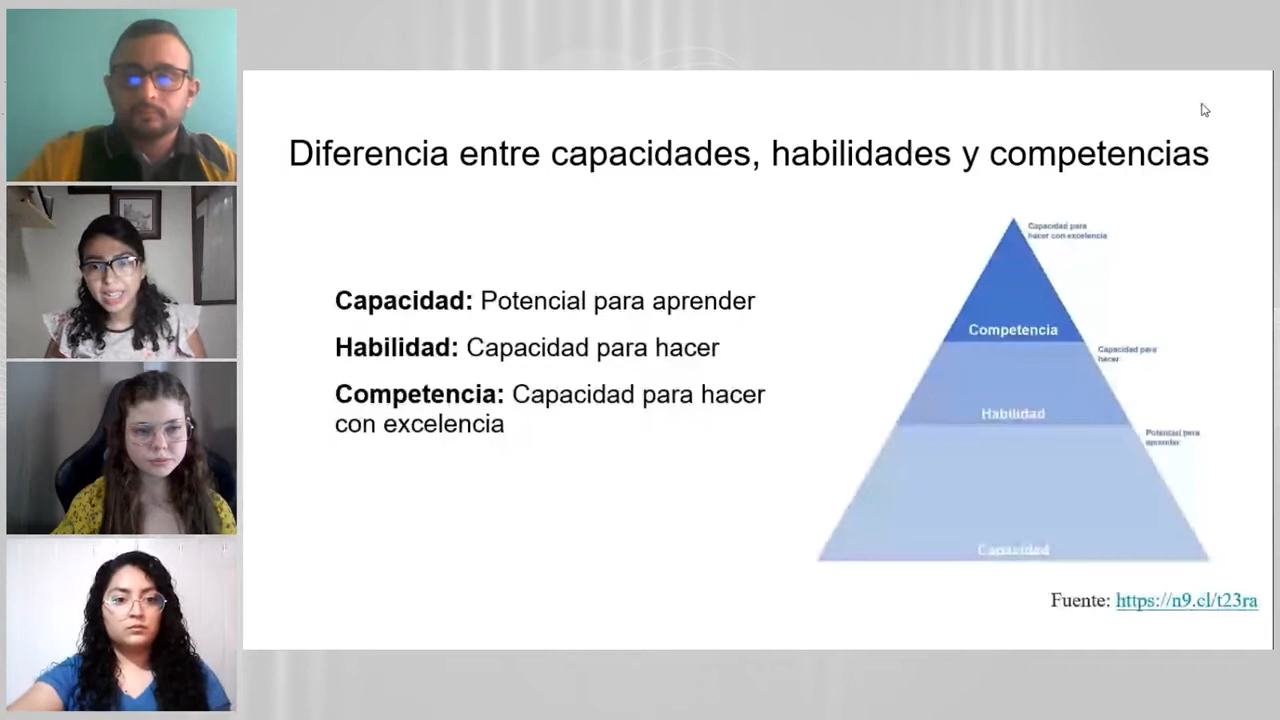 Diferencia entre capacidades, habilidades y competencias
Capacidad: Potencial para aprender
Habilidad: Capacidad para hacer
Competencia: Capacidad para hacer
con excelencia
Capacidad para
hacer con excelencia
Competencia
Capacidad para
hacer
Habilidad
Potencial para
aprender
Capacidad
Fuente: https://n9.cl/t23ra